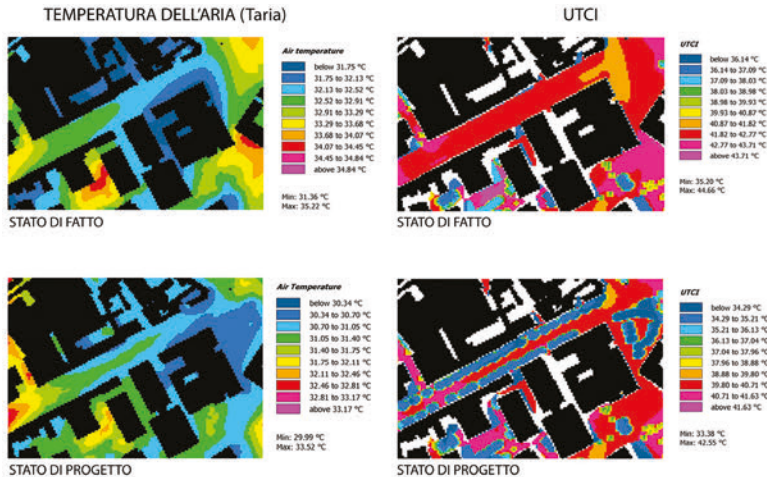 TEMPERATURA DELL'ARIA (Taria)
UTCI
Air temperature
below 31.75 °C
31.75 to 32.13 °C
32.13 to 32.52 °C
32.52 to 32.91 °C
32.91 to 33.29 °C
33.29 to 33.68 °C
33.68 to 34.07 °C
34.07 to 34.45 °C
34.45 to 34.84 °C
above 34.84 °C
Min: 31.36 °C
Max: 35.22 °C
STATO DI FATTO
UTCI
below 36.14 °C
36.14 to 37.09 °C
37.09 to 38.03 °C
38.03 to 38.98 °C
38.98 to 39.93 °C
39.93 to 40.87 °C
40.87 to 41.82 °C
41.82 to 42.77 °C
42.77 to 43.71 °C
above 43.71 °C
Min: 35.20 °C
Max: 44.66 °C
STATO DI FATTO
Air Temperature
below 30.34 °C
30.34 to 30.70 °C
30.70 to 31.05 °C
31.05 to 31.40 °C
31.40 to 31.75 °C
31.75 to 32.11 °C
32.11 to 32.46 °C
32.46 to 32.81 °C
32.81 to 33.17 °C
above 33.17 °C
Min: 29.99 °C
Max: 33.52 °C
STATO DI PROGETTO
UTCI
below 34.29 °C
34.29 to 35.21 °C
35.21 to 36.13 °C
36.13 to 37.04 °C
37.04 to 37.96 °C
37.96 to 38.88 °C
38.88 to 39.80 °C
39.80 to 40.71 °C
40.71 to 41.63 °C
above 41.63 °C
Min: 33.38 °C
Max: 42.55 °C
STATO DI PROGETTO